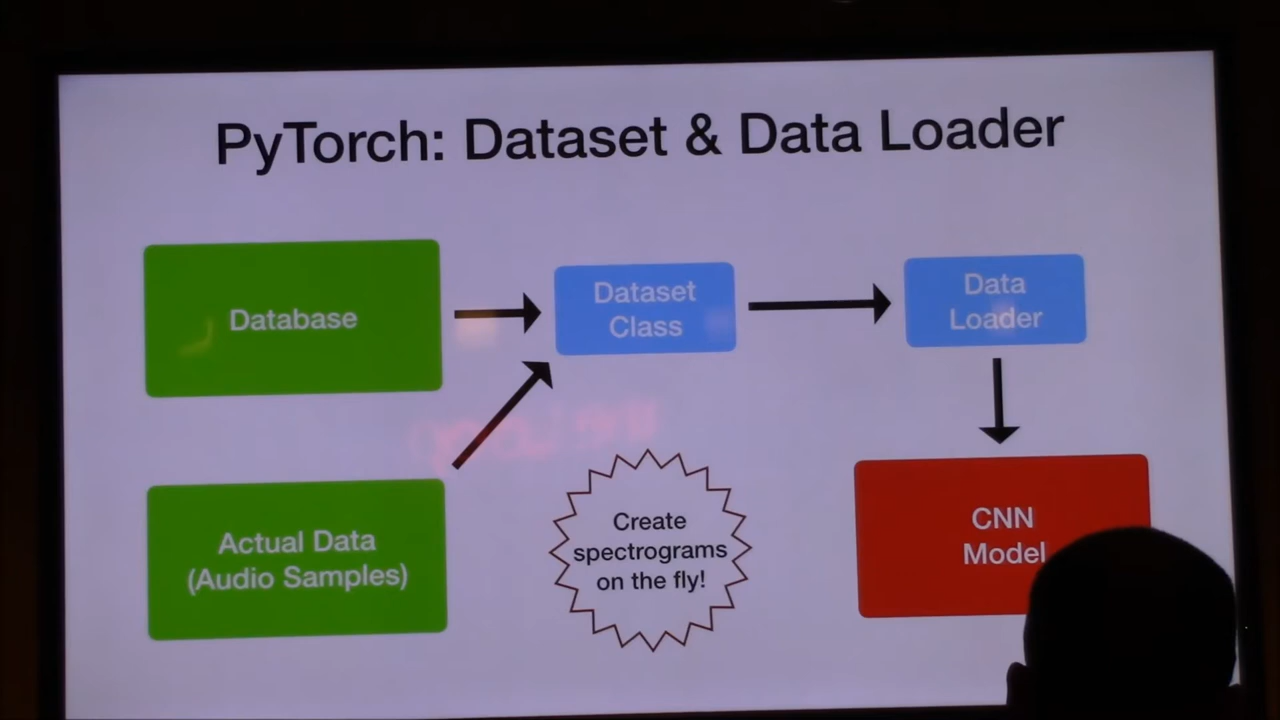 PyTorch: Dataset & Data Loader
Database
Dataset
Class
Data
Loader
Actual Data
(Audio Samples)
Create
spectrograms
on the fly!
CNN
Model